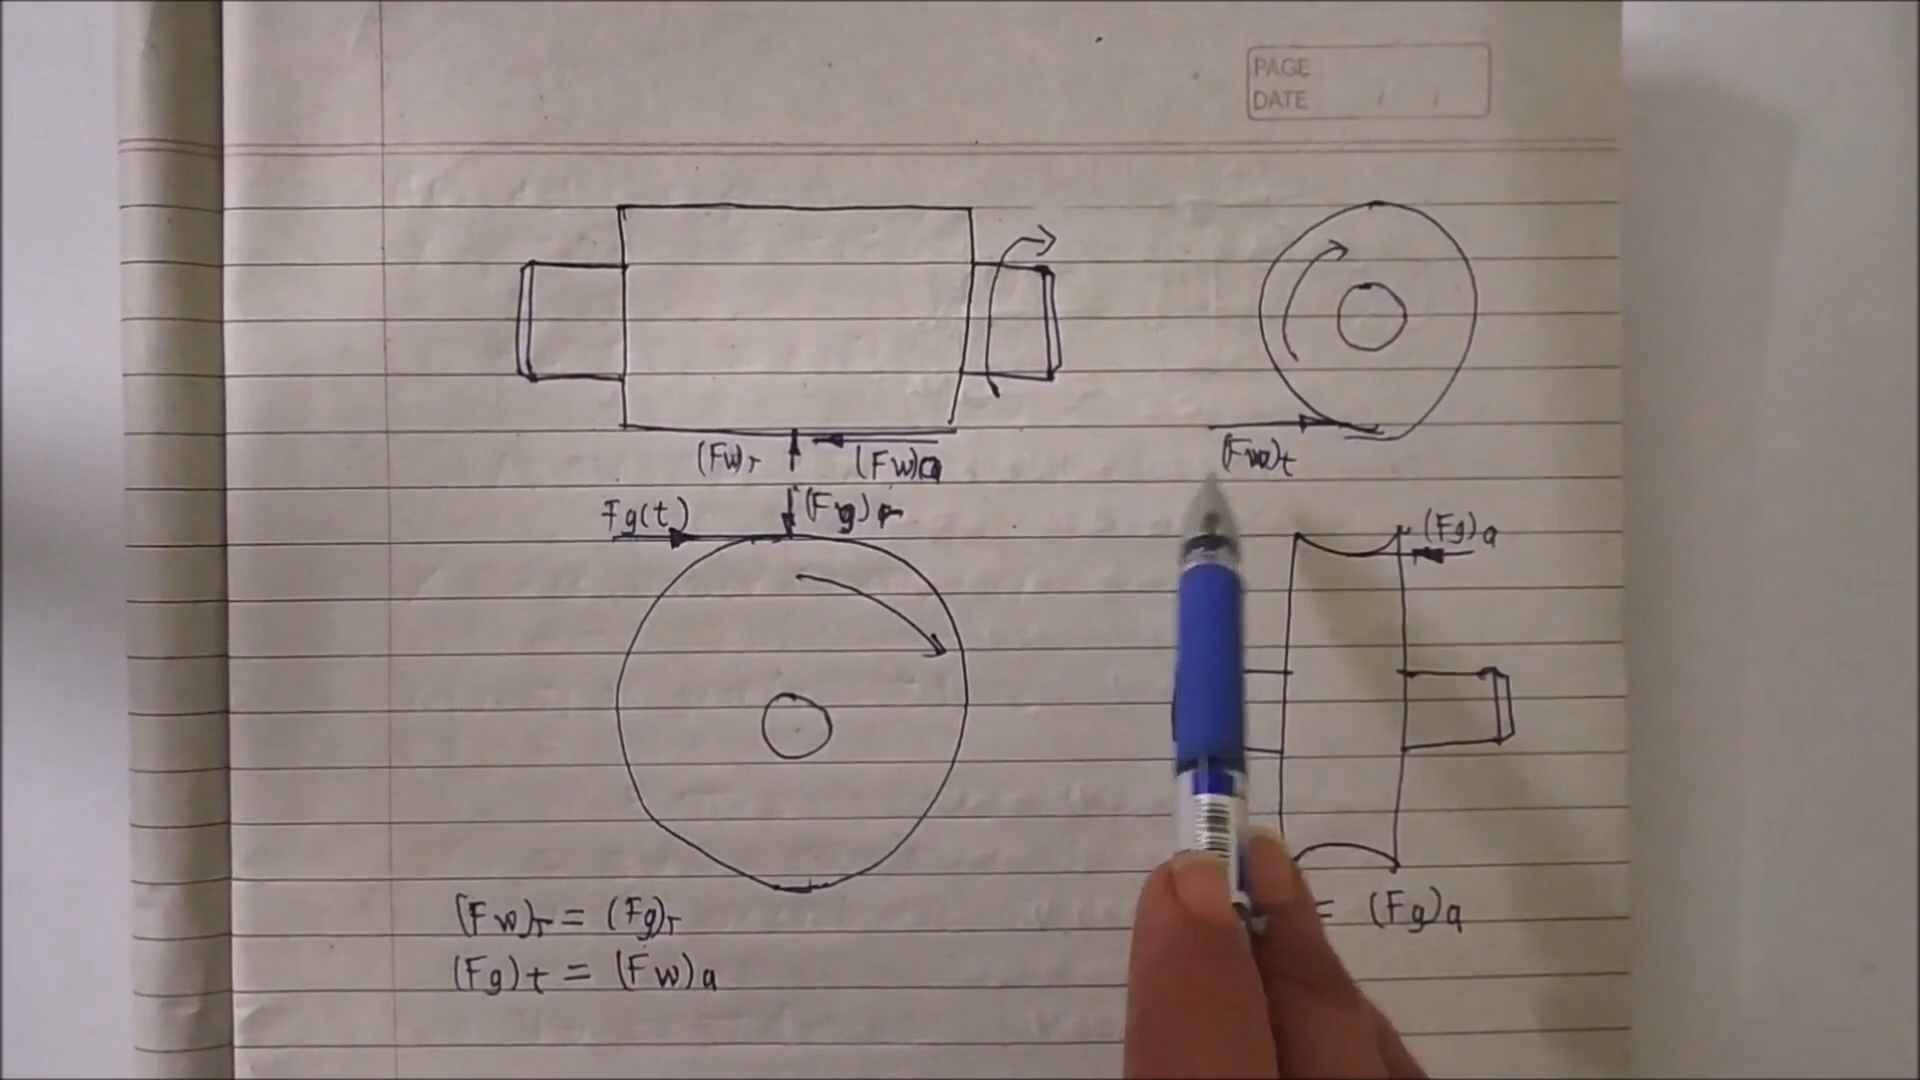 PAGE
DATE / /
(Fw)r
(Fw)a
(Fw)t
Fg(t)
(Fg)r
(Fg)a
(Fw)r = (Fg)r
= (Fg)a
(Fg)t = (Fw)a